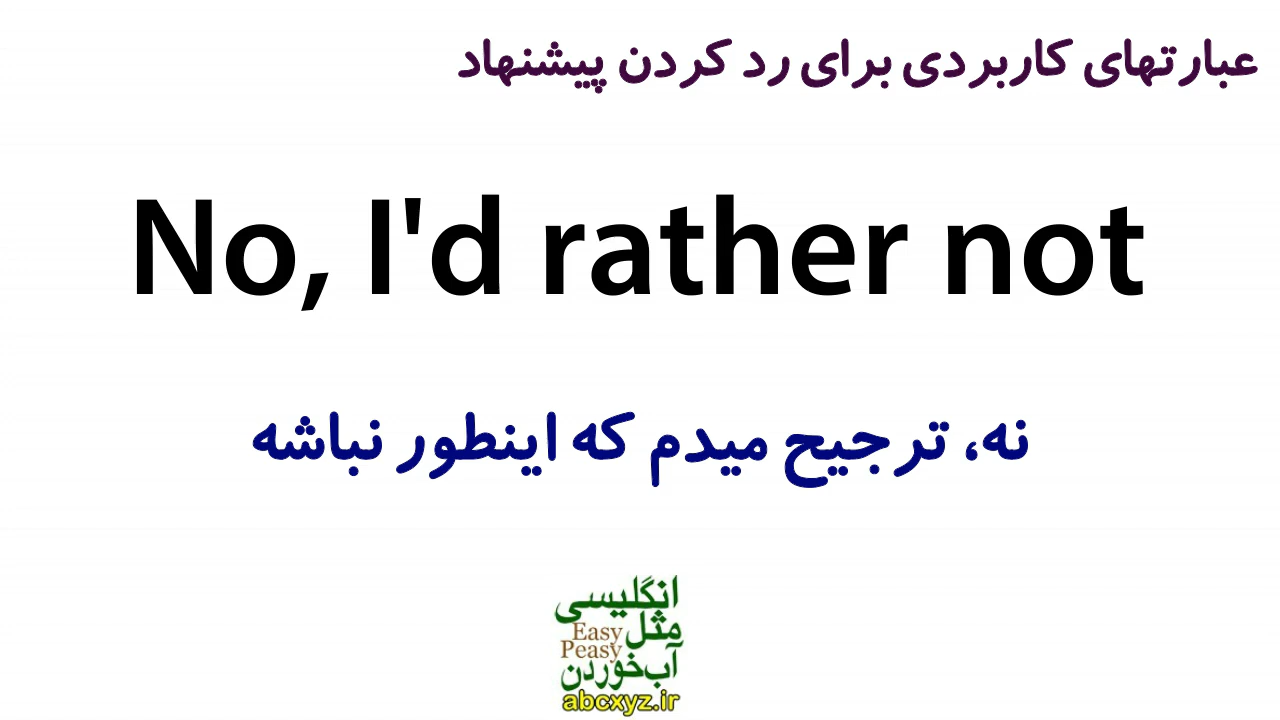 عبارتهای کاربردی برای رد کردن پیشنهاد
No, I'd rather not
نه، ترجیح میدم که اینطور نباشه
انگلیسی
مثل
Easy
Peasy
آب‌خوردن
abcxyz.ir